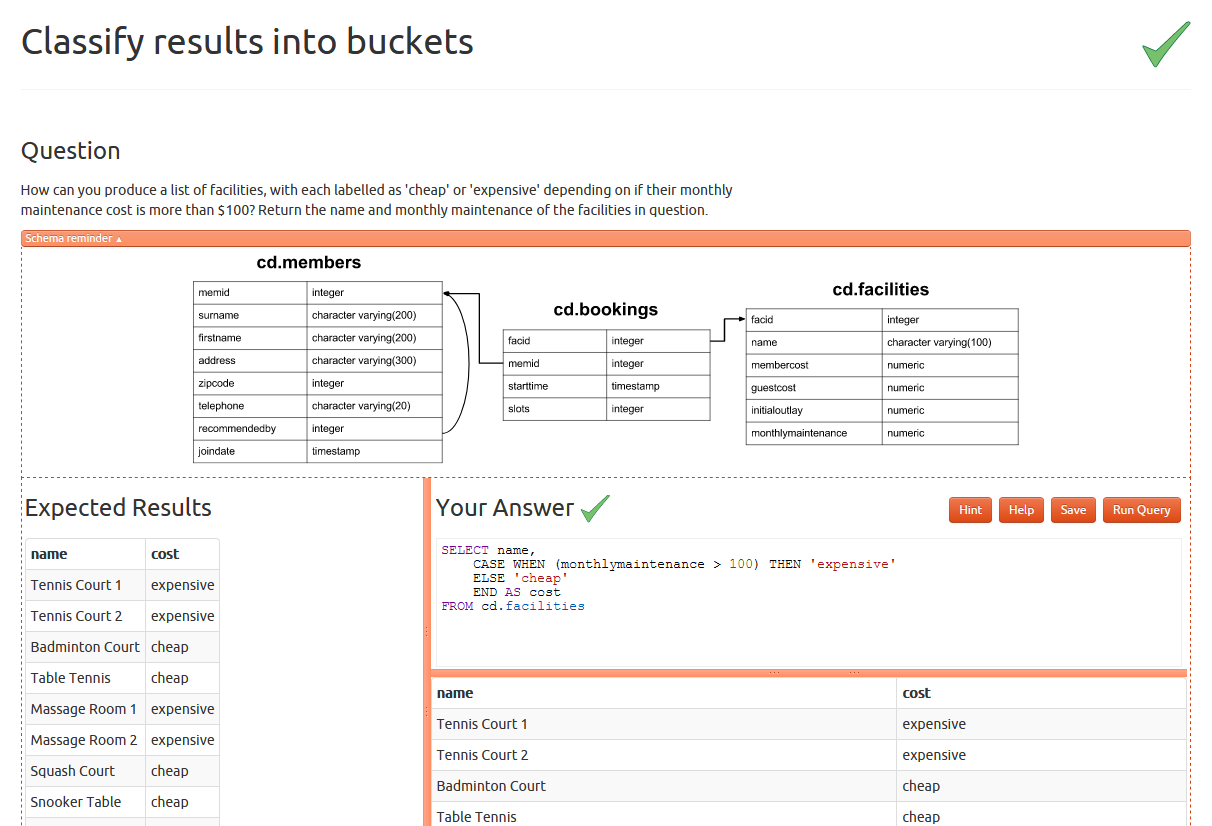 Classify results into buckets
Question
How can you produce a list of facilities, with each labelled as 'cheap' or 'expensive' depending on if their monthly
maintenance cost is more than $100? Return the name and monthly maintenance of the facilities in question.
Schema reminder ▲
cd.members
memid integer
surname character varying(200)
firstname character varying(200)
address character varying(300)
zipcode integer
telephone character varying(20)
recommendedby integer
joindate timestamp
cd.bookings
facid integer
memid integer
starttime timestamp
slots integer
cd.facilities
facid integer
name character varying(100)
membercost numeric
guestcost numeric
initialoutlay numeric
monthlymaintenance numeric
Expected Results
name cost
Tennis Court 1 expensive
Tennis Court 2 expensive
Badminton Court cheap
Table Tennis cheap
Massage Room 1 expensive
Massage Room 2 expensive
Squash Court cheap
Snooker Table cheap
Your Answer
Hint Help Save Run Query
SELECT name,
    CASE WHEN (monthlymaintenance > 100) THEN 'expensive'
    ELSE 'cheap'
    END AS cost
FROM cd.facilities
name cost
Tennis Court 1 expensive
Tennis Court 2 expensive
Badminton Court cheap
Table Tennis cheap